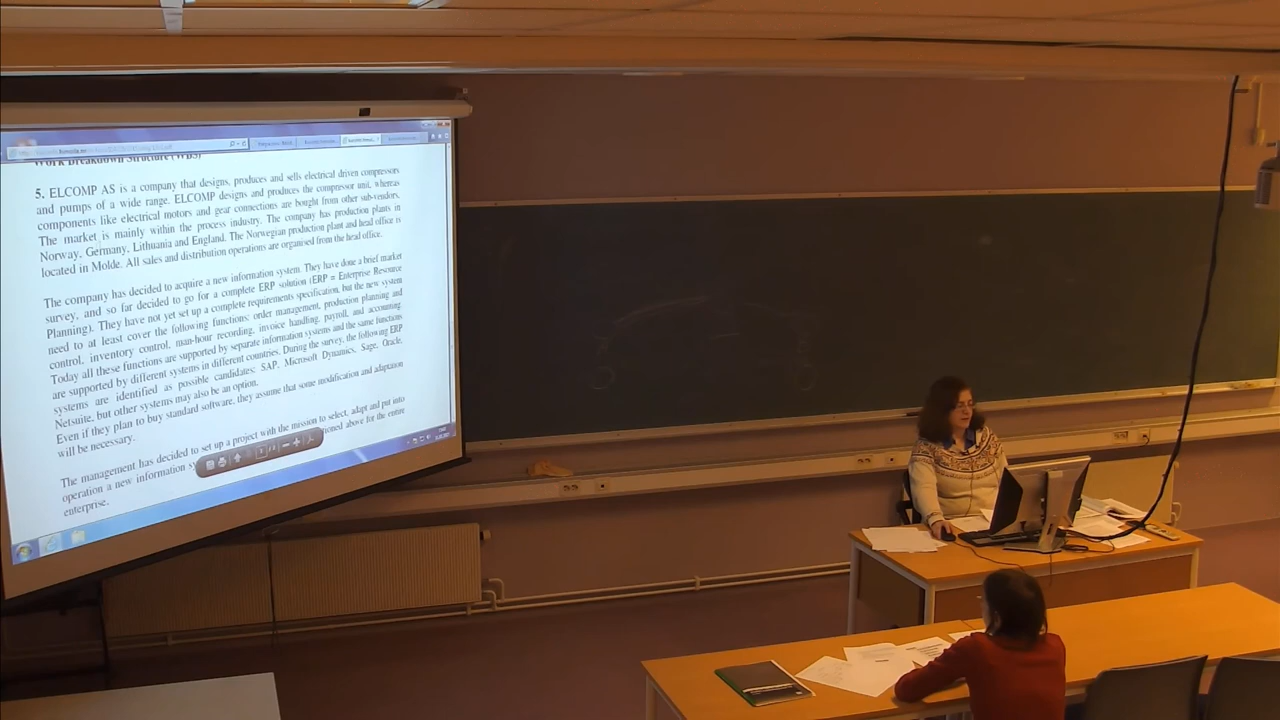 Work Breakdown Structure (WBS)
5. ELCOMP AS is a company that designs, produces and sells electrical driven compressors
and pumps of a wide range. ELCOMP designs and produces the compressor unit, whereas
components like electrical motors and gear connections are bought from other sub-vendors.
The market is mainly within the process industry. The company has production plants in
Norway, Germany, Lithuania and England. The Norwegian production plant and head office is
located in Molde. All sales and distribution operations are organised from the head office.
The company has decided to acquire a new information system. They have done a brief market
survey, and so far decided to go for a complete ERP solution (ERP = Enterprise Resource
Planning). They have not yet set up a complete requirements specification, but the new system
need to at least cover the following functions: order management, production planning and
control, inventory control, man-hour recording, invoice handling, payroll, and accounting.
Today all these functions are supported by separate information systems and the same functions
are supported by different systems in different countries. During the survey, the following ERP
systems are identified as possible candidates: SAP, Microsoft Dynamics, Sage, Oracle,
Netsuite, but other systems may also be an option.
Even if they plan to buy standard software, they assume that some modification and adaptation
will be necessary.
The management has decided to set up a project with the mission to select, adapt and put into
operation a new information sy tioned above for the entire
enterprise.